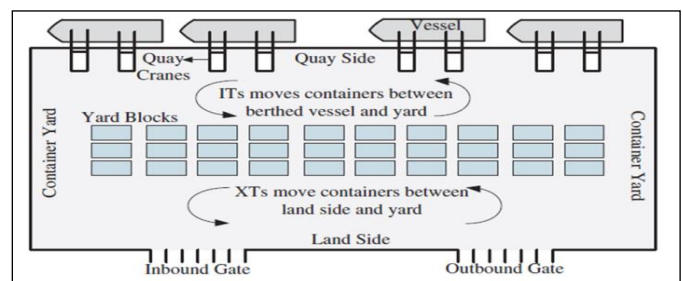 Vessel
Quay
Cranes
Quay Side
ITs moves containers between
berthed vessel and yard
Yard Blocks
Container Yard
Container Yard
XTs move containers between
land side and yard
Land Side
Inbound Gate
Outbound Gate